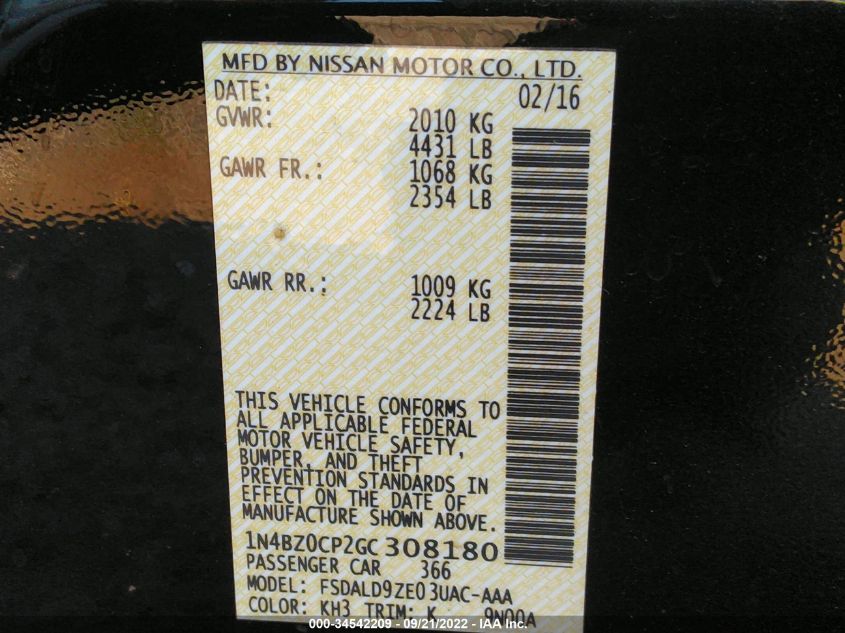 MFD BY NISSAN MOTOR CO., LTD.
DATE: 02/16
GVWR: 2010 KG
4431 LB
GAWR FR.: 1068 KG
2354 LB
GAWR RR.: 1009 KG
2224 LB
THIS VEHICLE CONFORMS TO
ALL APPLICABLE FEDERAL
MOTOR VEHICLE SAFETY,
BUMPER, AND THEFT
PREVENTION STANDARDS IN
EFFECT ON THE DATE OF
MANUFACTURE SHOWN ABOVE.
1N4BZ0CP2GC 308180
PASSENGER CAR 366
MODEL: FSDALD9ZE03UAC-AAA
COLOR: KH3 TRIM: K 9N00A
000-34542209 - 09/21/2022 - IAA Inc.